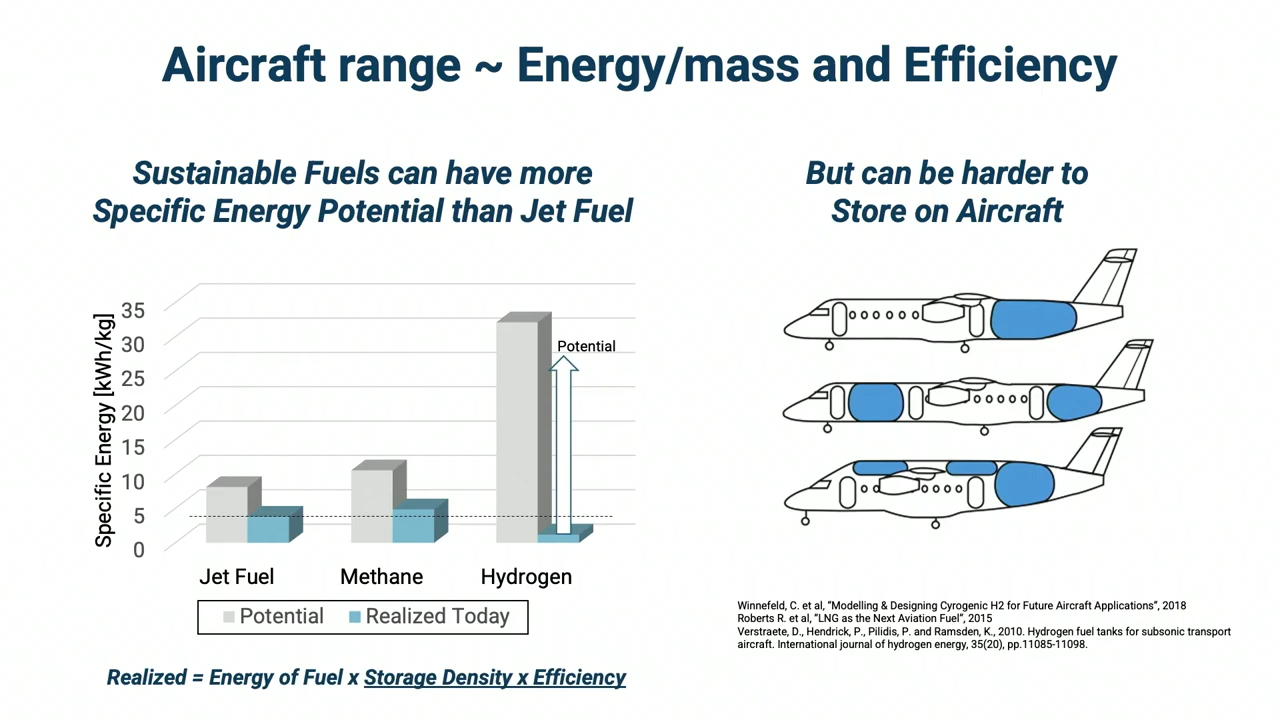 Aircraft range ~ Energy/mass and Efficiency
Sustainable Fuels can have more
Specific Energy Potential than Jet Fuel
But can be harder to
Store on Aircraft
Specific Energy [kWh/kg]
35
30
25
20
15
10
5
0
Potential
Jet Fuel
Methane
Hydrogen
Potential
Realized Today
Realized = Energy of Fuel x Storage Density x Efficiency
Winnefeld, C. et al, “Modelling & Designing Cyrogenic H2 for Future Aircraft Applications”, 2018
Roberts R. et al, “LNG as the Next Aviation Fuel”, 2015
Verstraete, D., Hendrick, P., Pilidis, P. and Ramsden, K., 2010. Hydrogen fuel tanks for subsonic transport
aircraft. International journal of hydrogen energy, 35(20), pp.11085-11098.